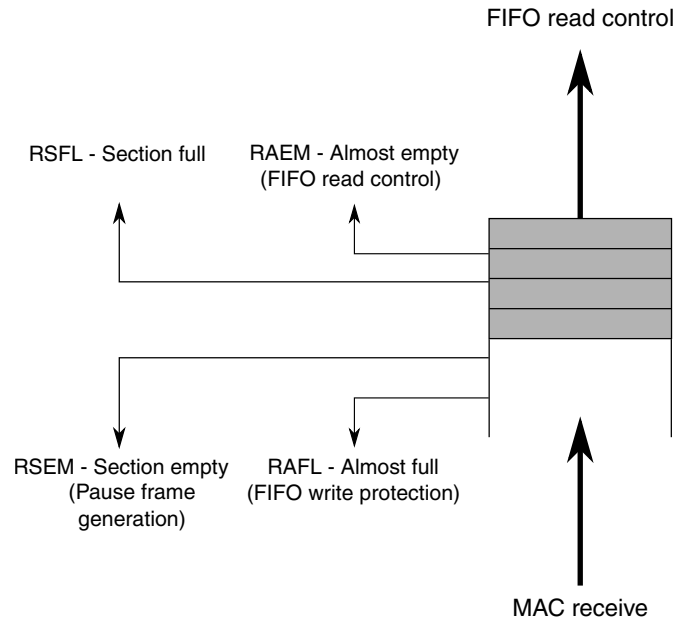 FIFO read control
RSFL - Section full
RAEM - Almost empty
(FIFO read control)
RSEM - Section empty
(Pause frame
generation)
RAFL - Almost full
(FIFO write protection)
MAC receive